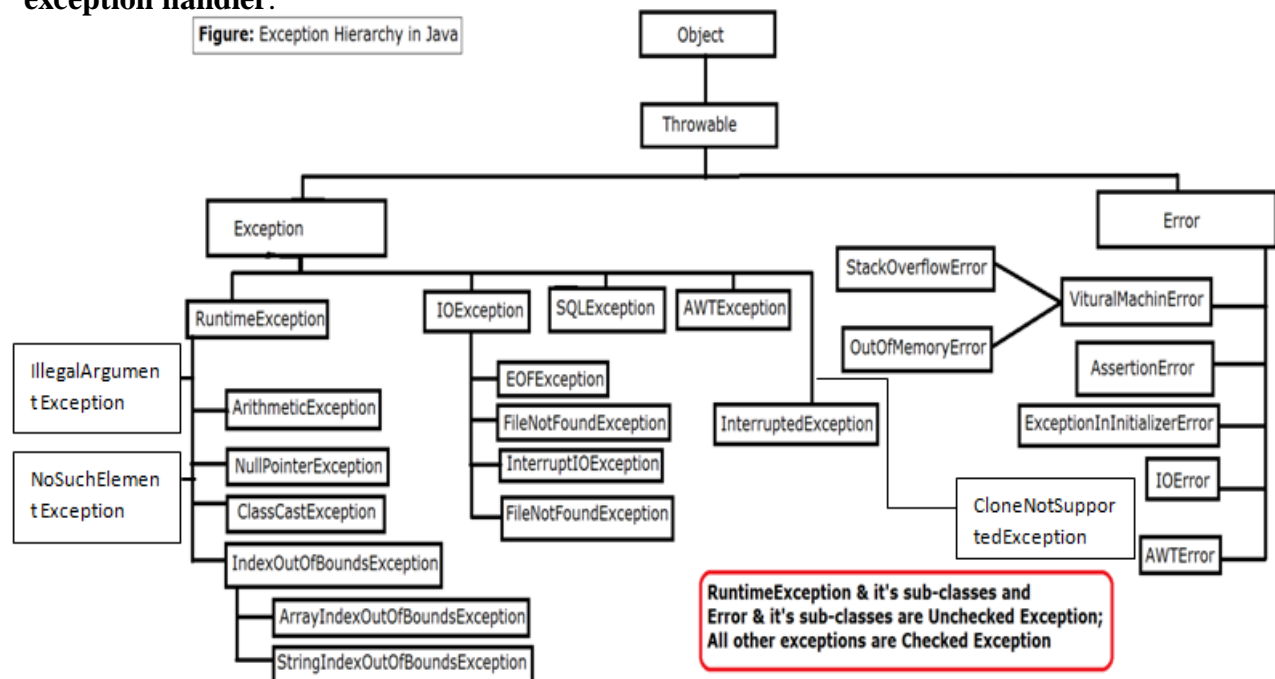 exception handler.
Figure: Exception Hierarchy in Java
Object
Throwable
Exception
Error
StackOverflowError
VituralMachinError
OutOfMemoryError
AssertionError
ExceptionInInitializerError
IOError
AWTError
RuntimeException
IOException
SQLException
AWTException
IllegalArgumen
tException
ArithmeticException
NoSuchElemen
tException
NullPointerException
ClassCastException
IndexOutOfBoundsException
ArrayIndexOutOfBoundsException
StringIndexOutOfBoundsException
EOFException
FileNotFoundException
InterruptIOException
FileNotFoundException
InterruptedException
CloneNotSuppor
tedException
RuntimeException & it's sub-classes and
Error & it's sub-classes are Unchecked Exception;
All other exceptions are Checked Exception